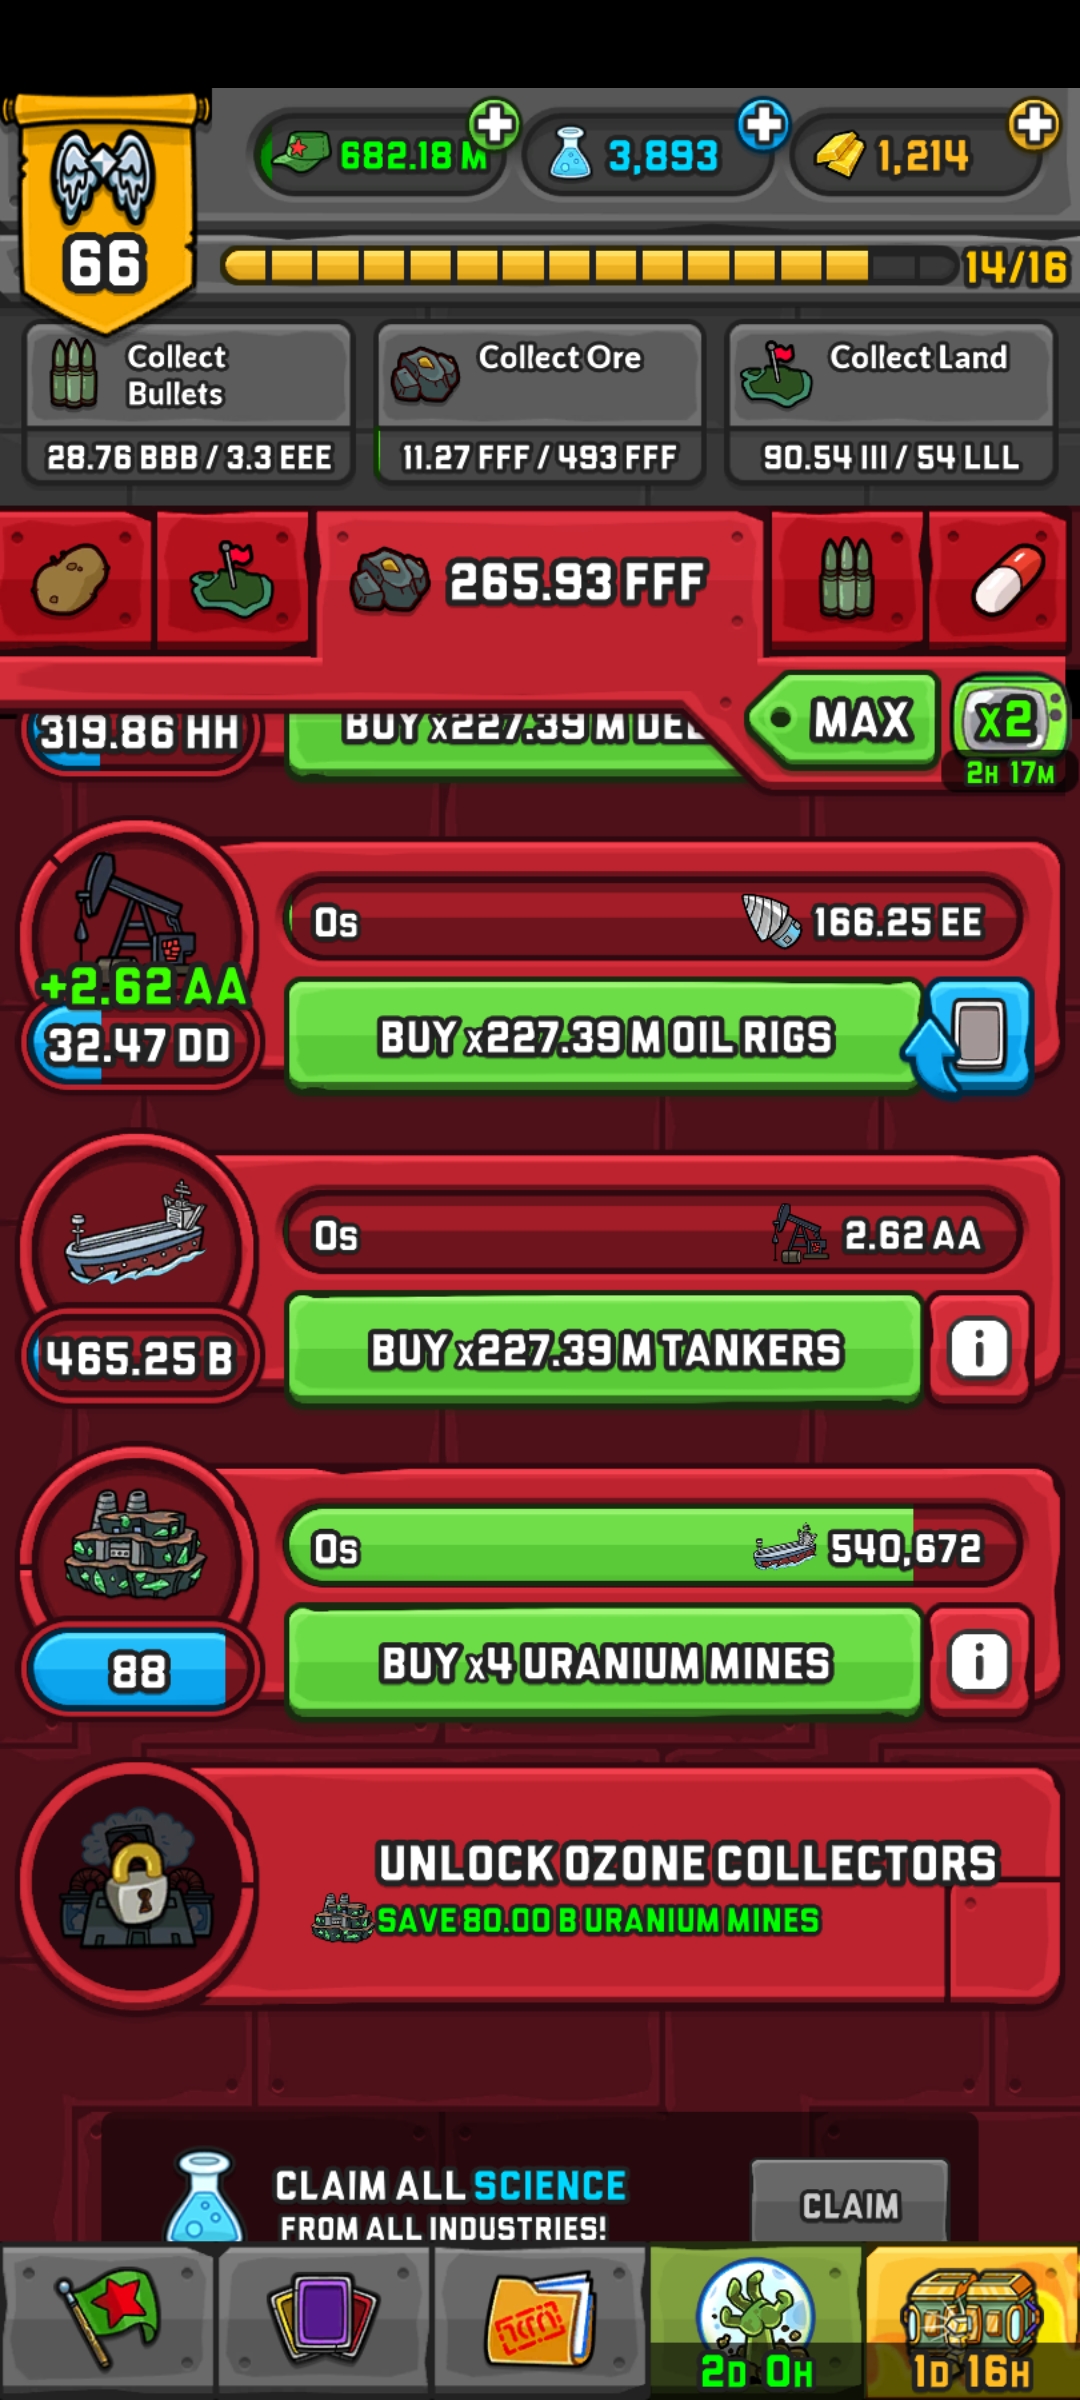 682.18 M
3,893
1,214
66
14/16
Collect
Bullets
28.76 BBB / 3.3 EEE
Collect Ore
11.27 FFF / 493 FFF
Collect Land
90.54 III / 54 LLL
265.93 FFF
MAX
x2
2H 17M
319.86 HH
BUY x227.39 M
0s
166.25 EE
+2.62 AA
32.47 DD
BUY x227.39 M OIL RIGS
0s
2.62 AA
465.25 B
BUY x227.39 M TANKERS
i
0s
540,672
88
BUY x4 URANIUM MINES
i
UNLOCK OZONE COLLECTORS
SAVE 80.00 B URANIUM MINES
CLAIM ALL SCIENCE
FROM ALL INDUSTRIES!
CLAIM
2D 0H
1D 16H